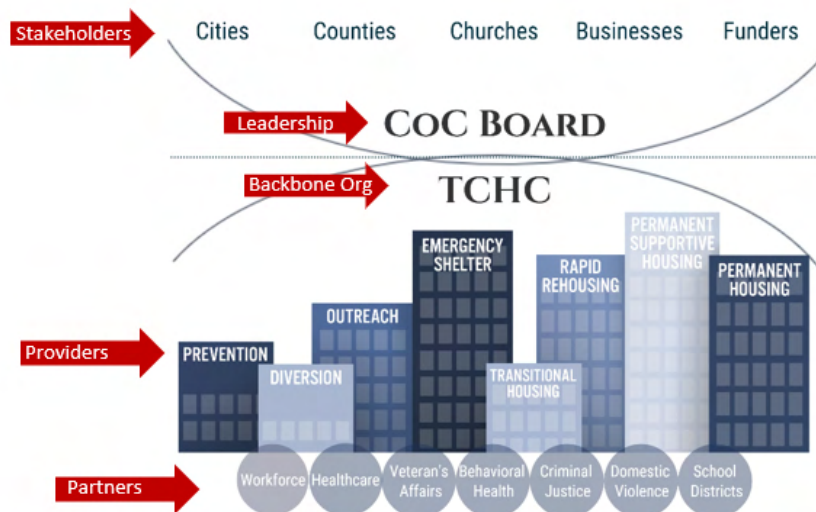 Stakeholders
Cities
Counties
Churches
Businesses
Funders
Leadership
CoC Board
Backbone Org
TCHC
Providers
PREVENTION
DIVERSION
OUTREACH
EMERGENCY
SHELTER
TRANSITIONAL
HOUSING
RAPID
REHOUSING
PERMANENT
SUPPORTIVE
HOUSING
PERMANENT
HOUSING
Partners
Workforce
Healthcare
Veteran's
Affairs
Behavioral
Health
Criminal
Justice
Domestic
Violence
School
Districts